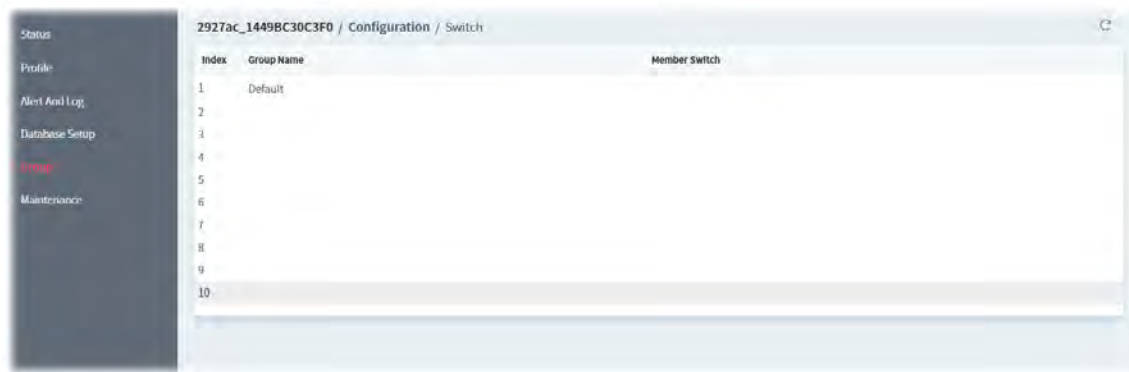 Status
Profile
Alert And Log
Database Setup
Maintenance
2927ac_1449BC30C3F0 / Configuration / Switch
Index Group Name Member Switch
1 Default
2
3
4
5
6
7
8
9
10